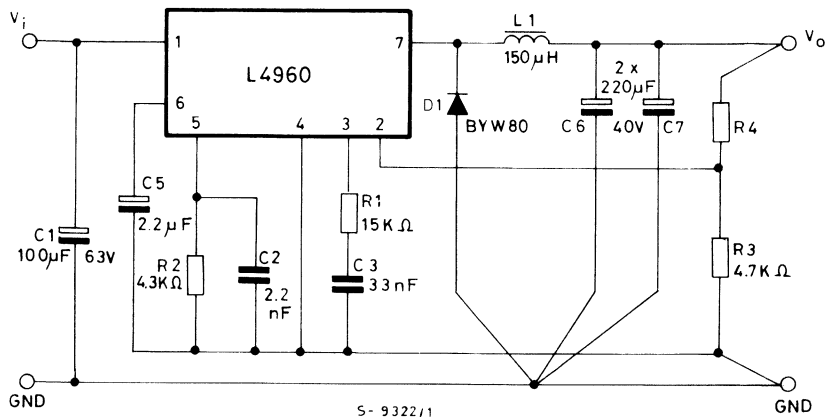 Vi
1
L4960
7
L1
150µH
Vo
6
5
4
3
2
2 x
220µF
D1
BYW80
C6
40V
C7
R4
C5
2.2µF
R1
15KΩ
C1
100µF
63V
R2
4.3KΩ
C2
2.2
nF
C3
33nF
R3
4.7KΩ
GND
GND
S- 9322/1